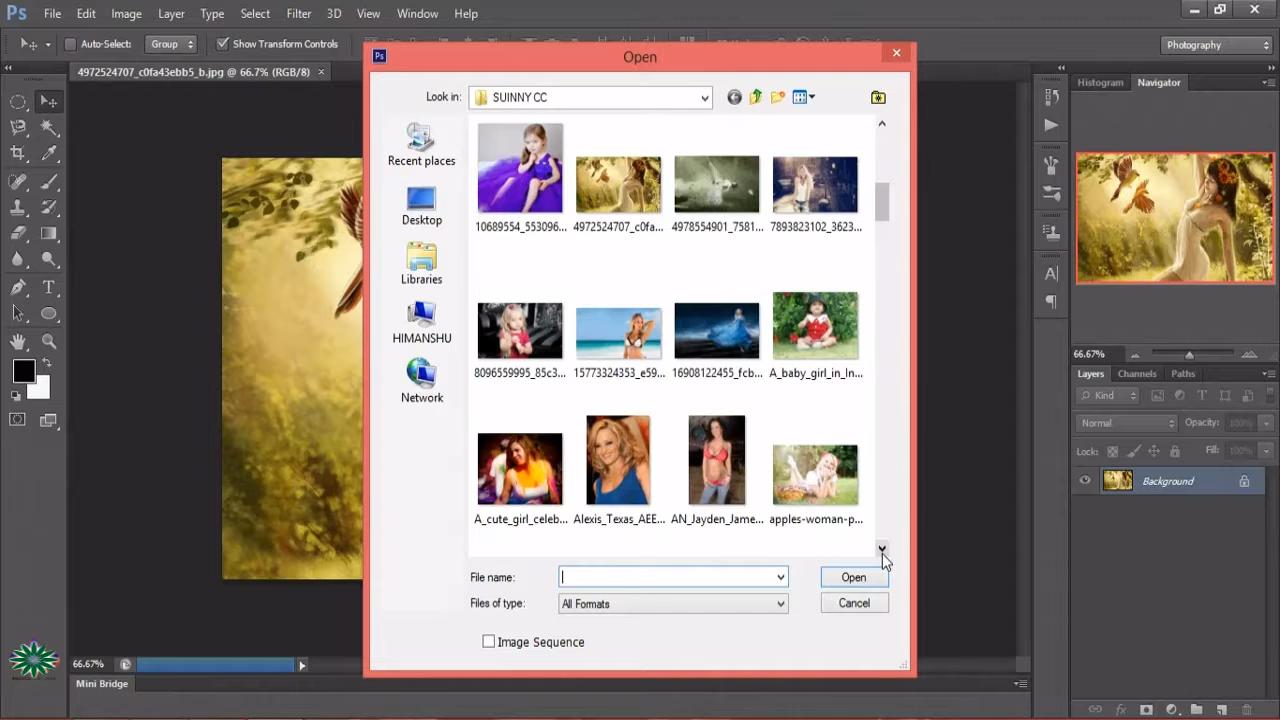 Ps File Edit Image Layer Type Select Filter 3D View Window Help
Auto-Select: Group Show Transform Controls Photography
4972524707_c0fa43ebb5_b.jpg @ 66.7% (RGB/8) ×
Ps Open
Look in: SUINNY CC
Recent places
Desktop
Libraries
HIMANSHU
Network
10689554_553096... 4972524707_c0fa... 4978554901_7581... 7893823102_3623...
8096559995_85c3... 15773324353_e59... 16908122455_fcb... A_baby_girl_in_In...
A_cute_girl_celeb... Alexis_Texas_AEE... AN_Jayden_Jame... apples-woman-p...
File name: Open
Files of type: All Formats Cancel
Image Sequence
Histogram Navigator
66.67%
Layers Channels Paths
Kind
Normal Opacity: 100%
Lock: Fill: 100%
Background
66.67%
Mini Bridge